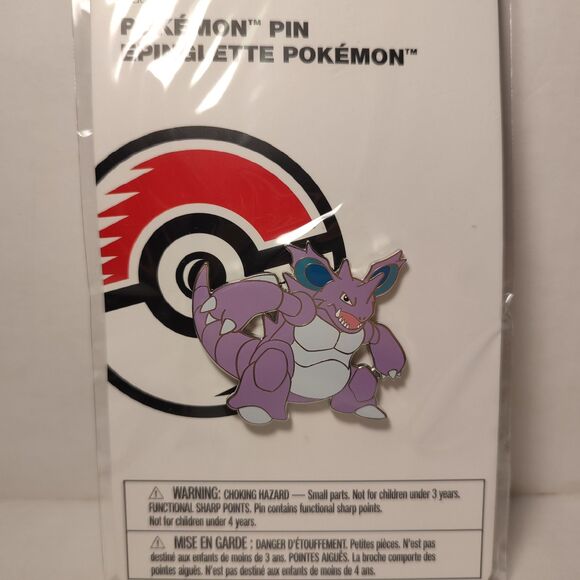 POKÉMON™ PIN
ÉPINGLETTE POKÉMON™
⚠ WARNING: CHOKING HAZARD — Small parts. Not for children under 3 years.
FUNCTIONAL SHARP POINTS. Pin contains functional sharp points.
Not for children under 4 years.
⚠ MISE EN GARDE : DANGER D'ÉTOUFFEMENT. Petites pièces. N'est pas
destiné aux enfants de moins de 3 ans. POINTES AIGUËS. La broche comporte des
pointes aiguës. N'est pas destiné aux enfants de moins de 4 ans.